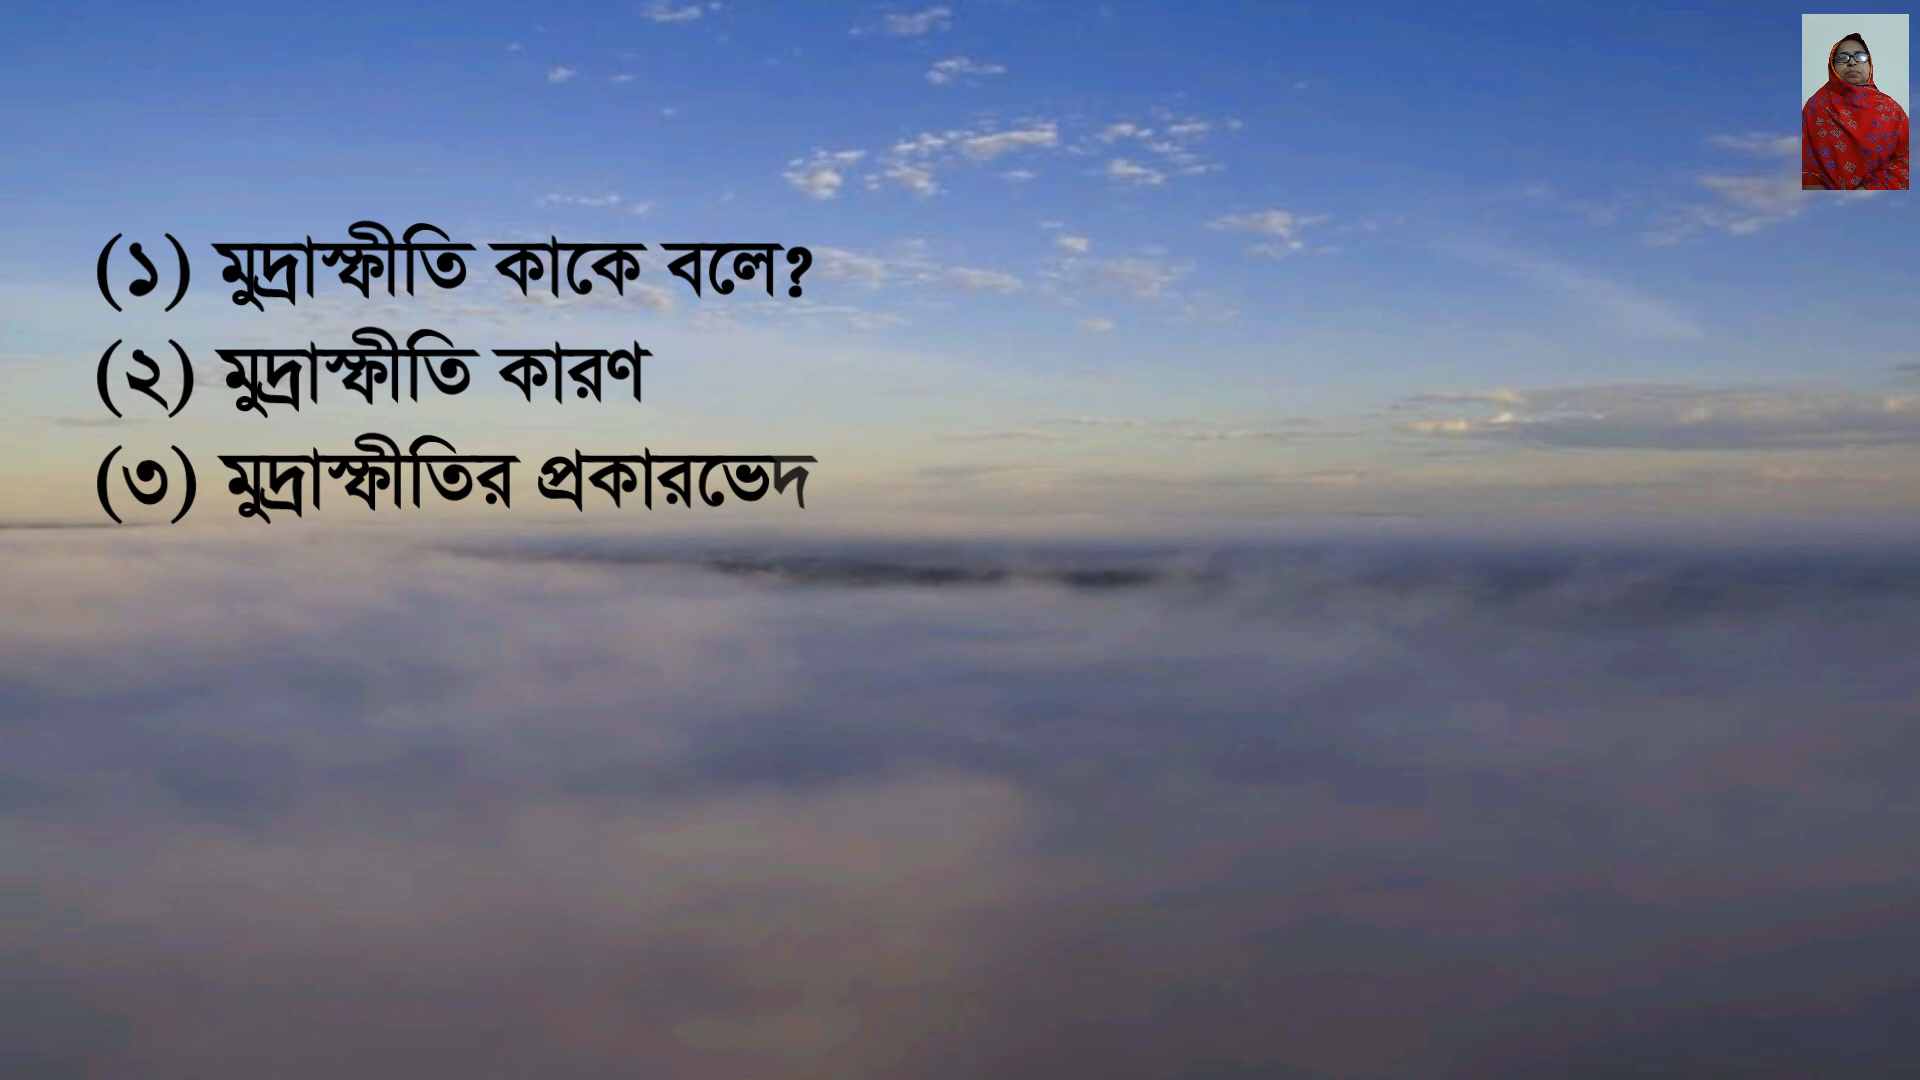 (১) মুদ্রাস্ফীতি কাকে বলে?
(২) মুদ্রাস্ফীতি কারণ
(৩) মুদ্রাস্ফীতির প্রকারভেদ